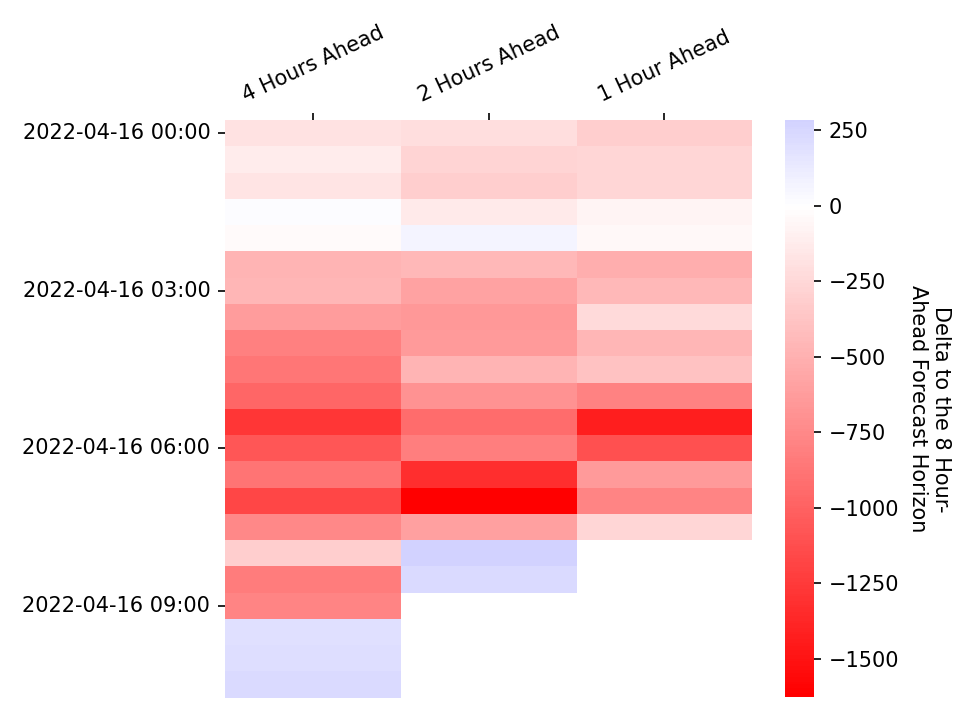 4 Hours Ahead
2 Hours Ahead
1 Hour Ahead
2022-04-16 00:00
2022-04-16 03:00
2022-04-16 06:00
2022-04-16 09:00
250
0
−250
−500
−750
−1000
−1250
−1500
Delta to the 8 Hour-
Ahead Forecast Horizon